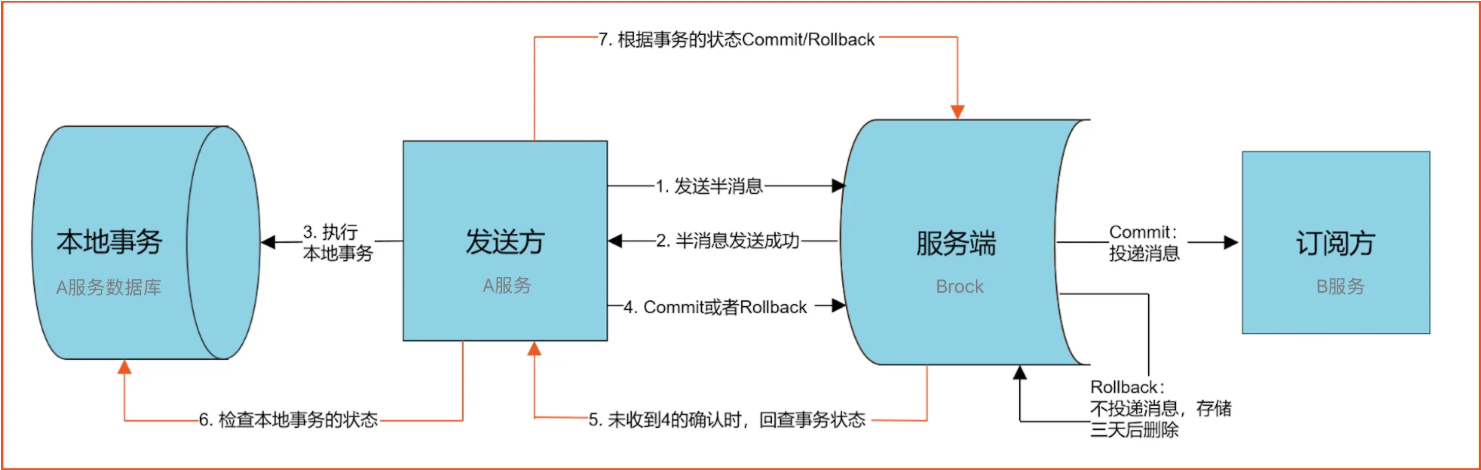 7. 根据事务的状态Commit/Rollback
本地事务
A服务数据库
3. 执行
本地事务
发送方
A服务
1. 发送半消息
2. 半消息发送成功
4. Commit或者Rollback
服务端
Brock
Commit：
投递消息
订阅方
B服务
Rollback：
不投递消息，存储
三天后删除
6. 检查本地事务的状态
5. 未收到4的确认时，回查事务状态